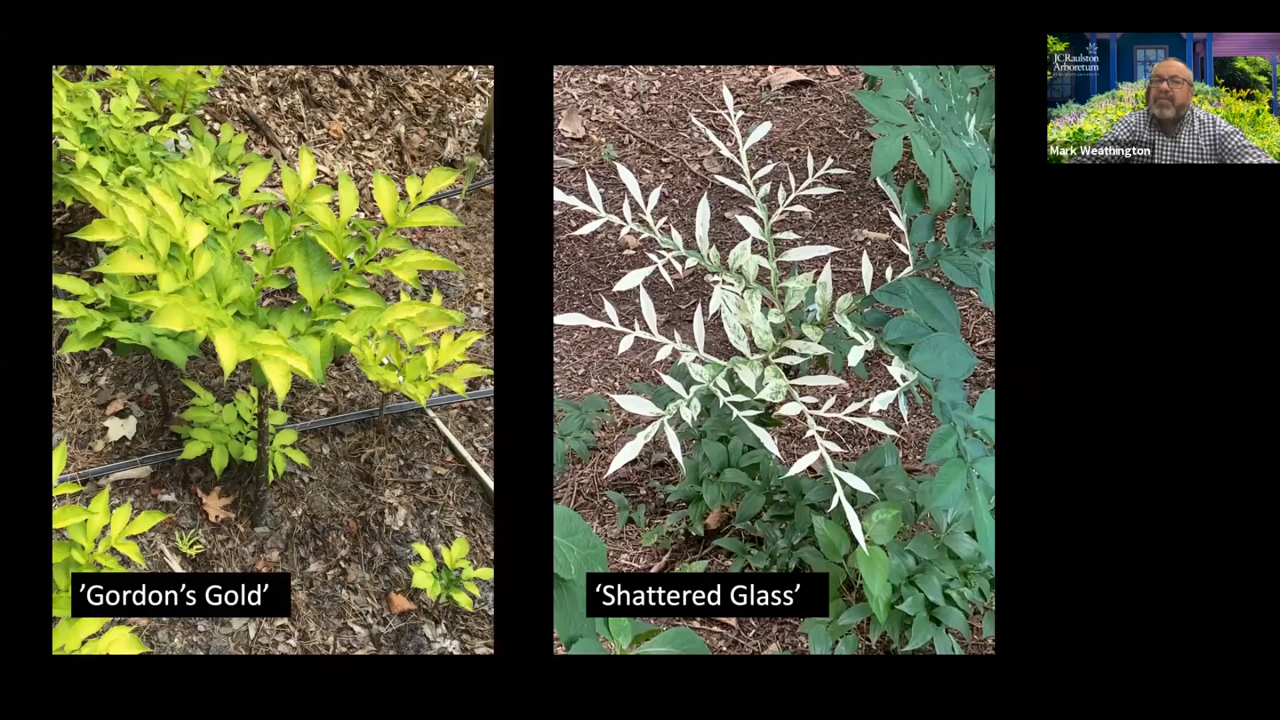 JC Raulston
Arboretum
Mark Weathington
’Gordon’s Gold’
‘Shattered Glass’